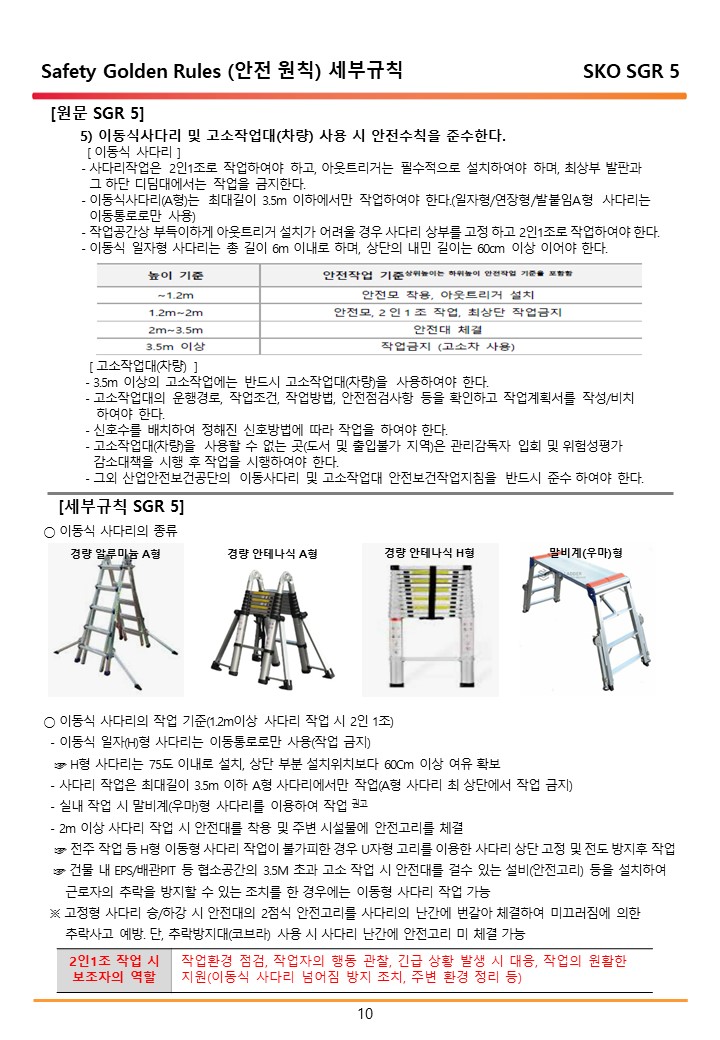 Safety Golden Rules (안전 원칙) 세부규칙 SKO SGR 5
[원문 SGR 5]
5) 이동식사다리 및 고소작업대(차량) 사용 시 안전수칙을 준수한다.
[ 이동식 사다리 ]
- 사다리작업은 2인1조로 작업하여야 하고, 아웃트리거는 필수적으로 설치하여야 하며, 최상부 발판과
그 하단 디딤대에서는 작업을 금지한다.
- 이동식사다리(A형)는 최대길이 3.5m 이하에서만 작업하여야 한다.(일자형/연장형/발붙임A형 사다리는
이동통로로만 사용)
- 작업공간상 부득이하게 아웃트리거 설치가 어려울 경우 사다리 상부를 고정 하고 2인1조로 작업하여야 한다.
- 이동식 일자형 사다리는 총 길이 6m 이내로 하며, 상단의 내민 길이는 60cm 이상 이어야 한다.
높이 기준 안전작업 기준상위높이는 하위높이 안전작업 기준을 포함함
~1.2m 안전모 착용, 아웃트리거 설치
1.2m~2m 안전모, 2 인 1 조 작업, 최상단 작업금지
2m~3.5m 안전대 체결
3.5m 이상 작업금지 (고소차 사용)
[ 고소작업대(차량) ]
- 3.5m 이상의 고소작업에는 반드시 고소작업대(차량)을 사용하여야 한다.
- 고소작업대의 운행경로, 작업조건, 작업방법, 안전점검사항 등을 확인하고 작업계획서를 작성/비치
하여야 한다.
- 신호수를 배치하여 정해진 신호방법에 따라 작업을 하여야 한다.
- 고소작업대(차량)을 사용할 수 없는 곳(도서 및 출입불가 지역)은 관리감독자 입회 및 위험성평가
감소대책을 시행 후 작업을 시행하여야 한다.
- 그외 산업안전보건공단의 이동사다리 및 고소작업대 안전보건작업지침을 반드시 준수 하여야 한다.
[세부규칙 SGR 5]
○ 이동식 사다리의 종류
경량 알루미늄 A형 경량 안테나식 A형 경량 안테나식 H형 말비계(우마)형
○ 이동식 사다리의 작업 기준(1.2m이상 사다리 작업 시 2인 1조)
- 이동식 일자(H)형 사다리는 이동통로로만 사용(작업 금지)
☞ H형 사다리는 75도 이내로 설치, 상단 부분 설치위치보다 60Cm 이상 여유 확보
- 사다리 작업은 최대길이 3.5m 이하 A형 사다리에서만 작업(A형 사다리 최 상단에서 작업 금지)
- 실내 작업 시 말비계(우마)형 사다리를 이용하여 작업 권고
- 2m 이상 사다리 작업 시 안전대를 착용 및 주변 시설물에 안전고리를 체결
☞ 전주 작업 등 H형 이동형 사다리 작업이 불가피한 경우 U자형 고리를 이용한 사다리 상단 고정 및 전도 방지후 작업
☞ 건물 내 EPS/배관PIT 등 협소공간의 3.5M 초과 고소 작업 시 안전대를 걸수 있는 설비(안전고리) 등을 설치하여
근로자의 추락을 방지할 수 있는 조치를 한 경우에는 이동형 사다리 작업 가능
※ 고정형 사다리 승/하강 시 안전대의 2점식 안전고리를 사다리의 난간에 번갈아 체결하여 미끄러짐에 의한
추락사고 예방. 단, 추락방지대(코브라) 사용 시 사다리 난간에 안전고리 미 체결 가능
2인1조 작업 시 작업환경 점검, 작업자의 행동 관찰, 긴급 상황 발생 시 대응, 작업의 원활한
보조자의 역할 지원(이동식 사다리 넘어짐 방지 조치, 주변 환경 정리 등)
10